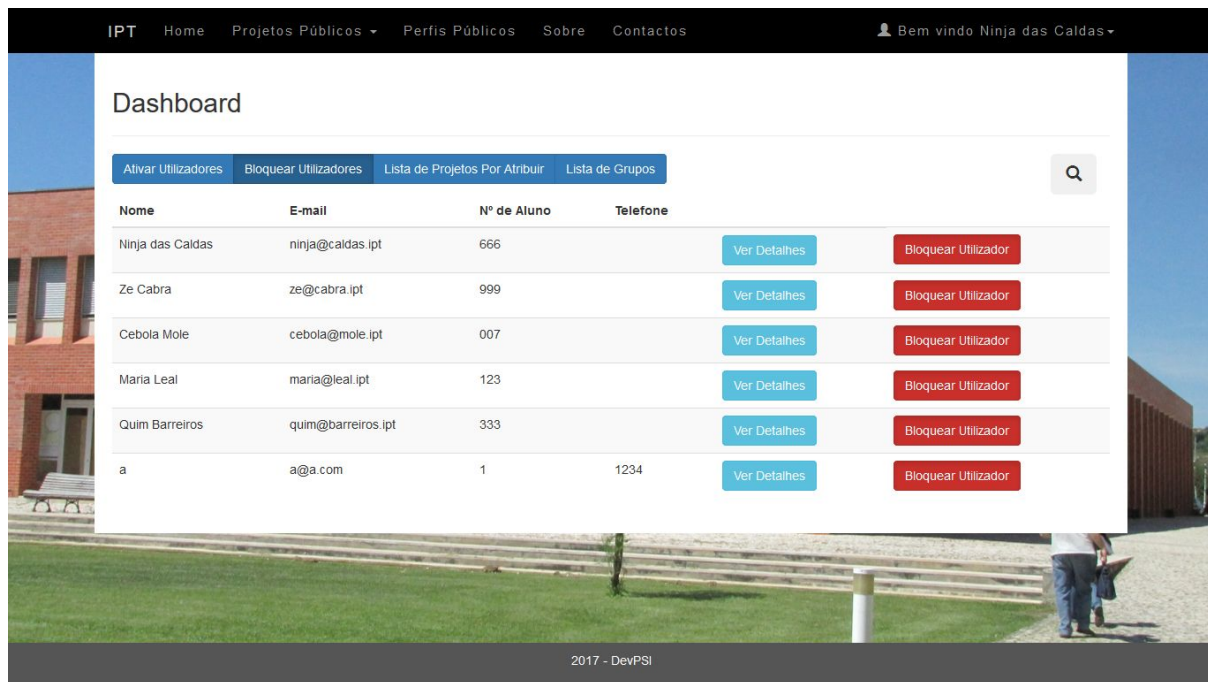 IPT Home Projetos Públicos Perfis Públicos Sobre Contactos Bem vindo Ninja das Caldas
Dashboard
Ativar Utilizadores Bloquear Utilizadores Lista de Projetos Por Atribuir Lista de Grupos
Nome E-mail Nº de Aluno Telefone
Ninja das Caldas ninja@caldas.ipt 666 Ver Detalhes Bloquear Utilizador
Ze Cabra ze@cabra.ipt 999 Ver Detalhes Bloquear Utilizador
Cebola Mole cebola@mole.ipt 007 Ver Detalhes Bloquear Utilizador
Maria Leal maria@leal.ipt 123 Ver Detalhes Bloquear Utilizador
Quim Barreiros quim@barreiros.ipt 333 Ver Detalhes Bloquear Utilizador
a a@a.com 1 1234 Ver Detalhes Bloquear Utilizador
2017 - DevPSI